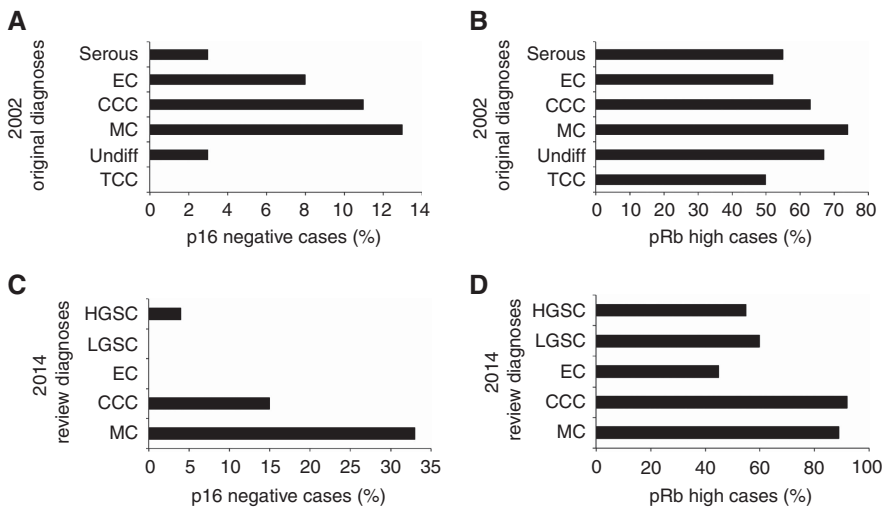 A
2002
original diagnoses
Serous
EC
CCC
MC
Undiff
TCC
0 2 4 6 8 10 12 14
p16 negative cases (%)
B
2002
original diagnoses
Serous
EC
CCC
MC
Undiff
TCC
0 10 20 30 40 50 60 70 80
pRb high cases (%)
C
2014
review diagnoses
HGSC
LGSC
EC
CCC
MC
0 5 10 15 20 25 30 35
p16 negative cases (%)
D
2014
review diagnoses
HGSC
LGSC
EC
CCC
MC
0 20 40 60 80 100
pRb high cases (%)